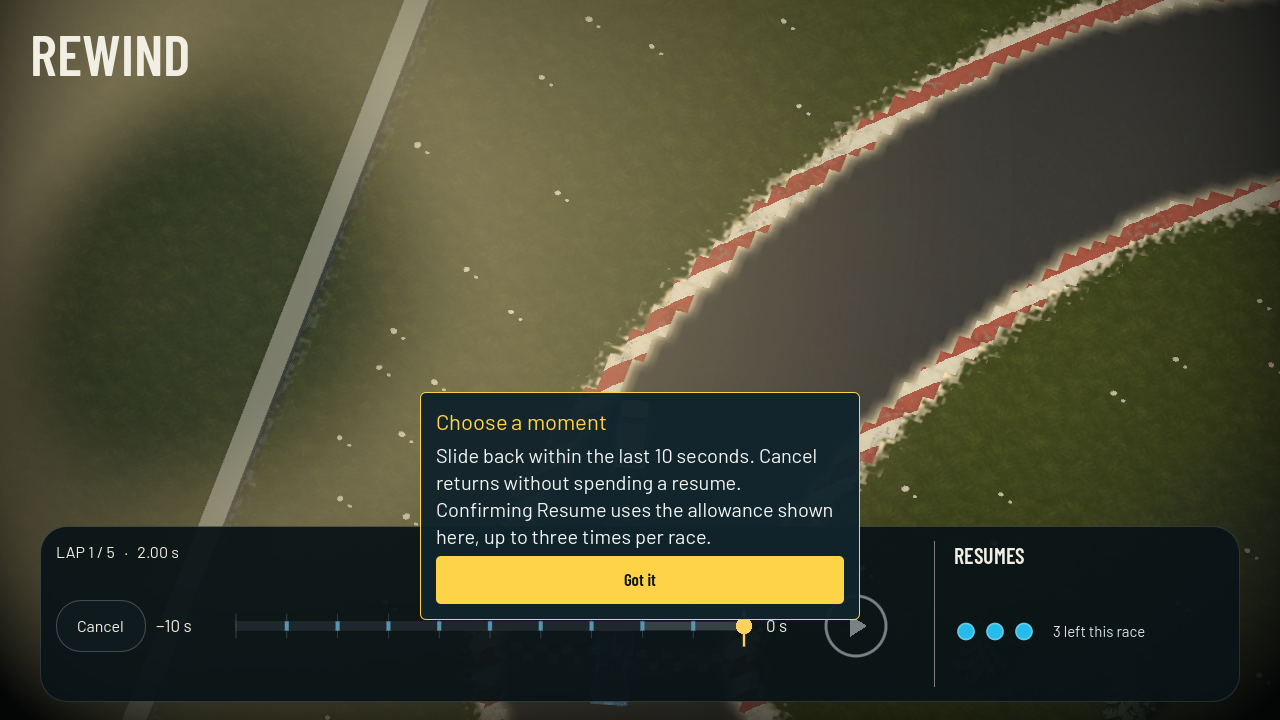 REWIND
Choose a moment
Slide back within the last 10 seconds. Cancel
returns without spending a resume.
Confirming Resume uses the allowance shown
here, up to three times per race.
Got it
LAP 1 / 5 · 2.00 s
Cancel
−10 s
0 s
RESUMES
3 left this race